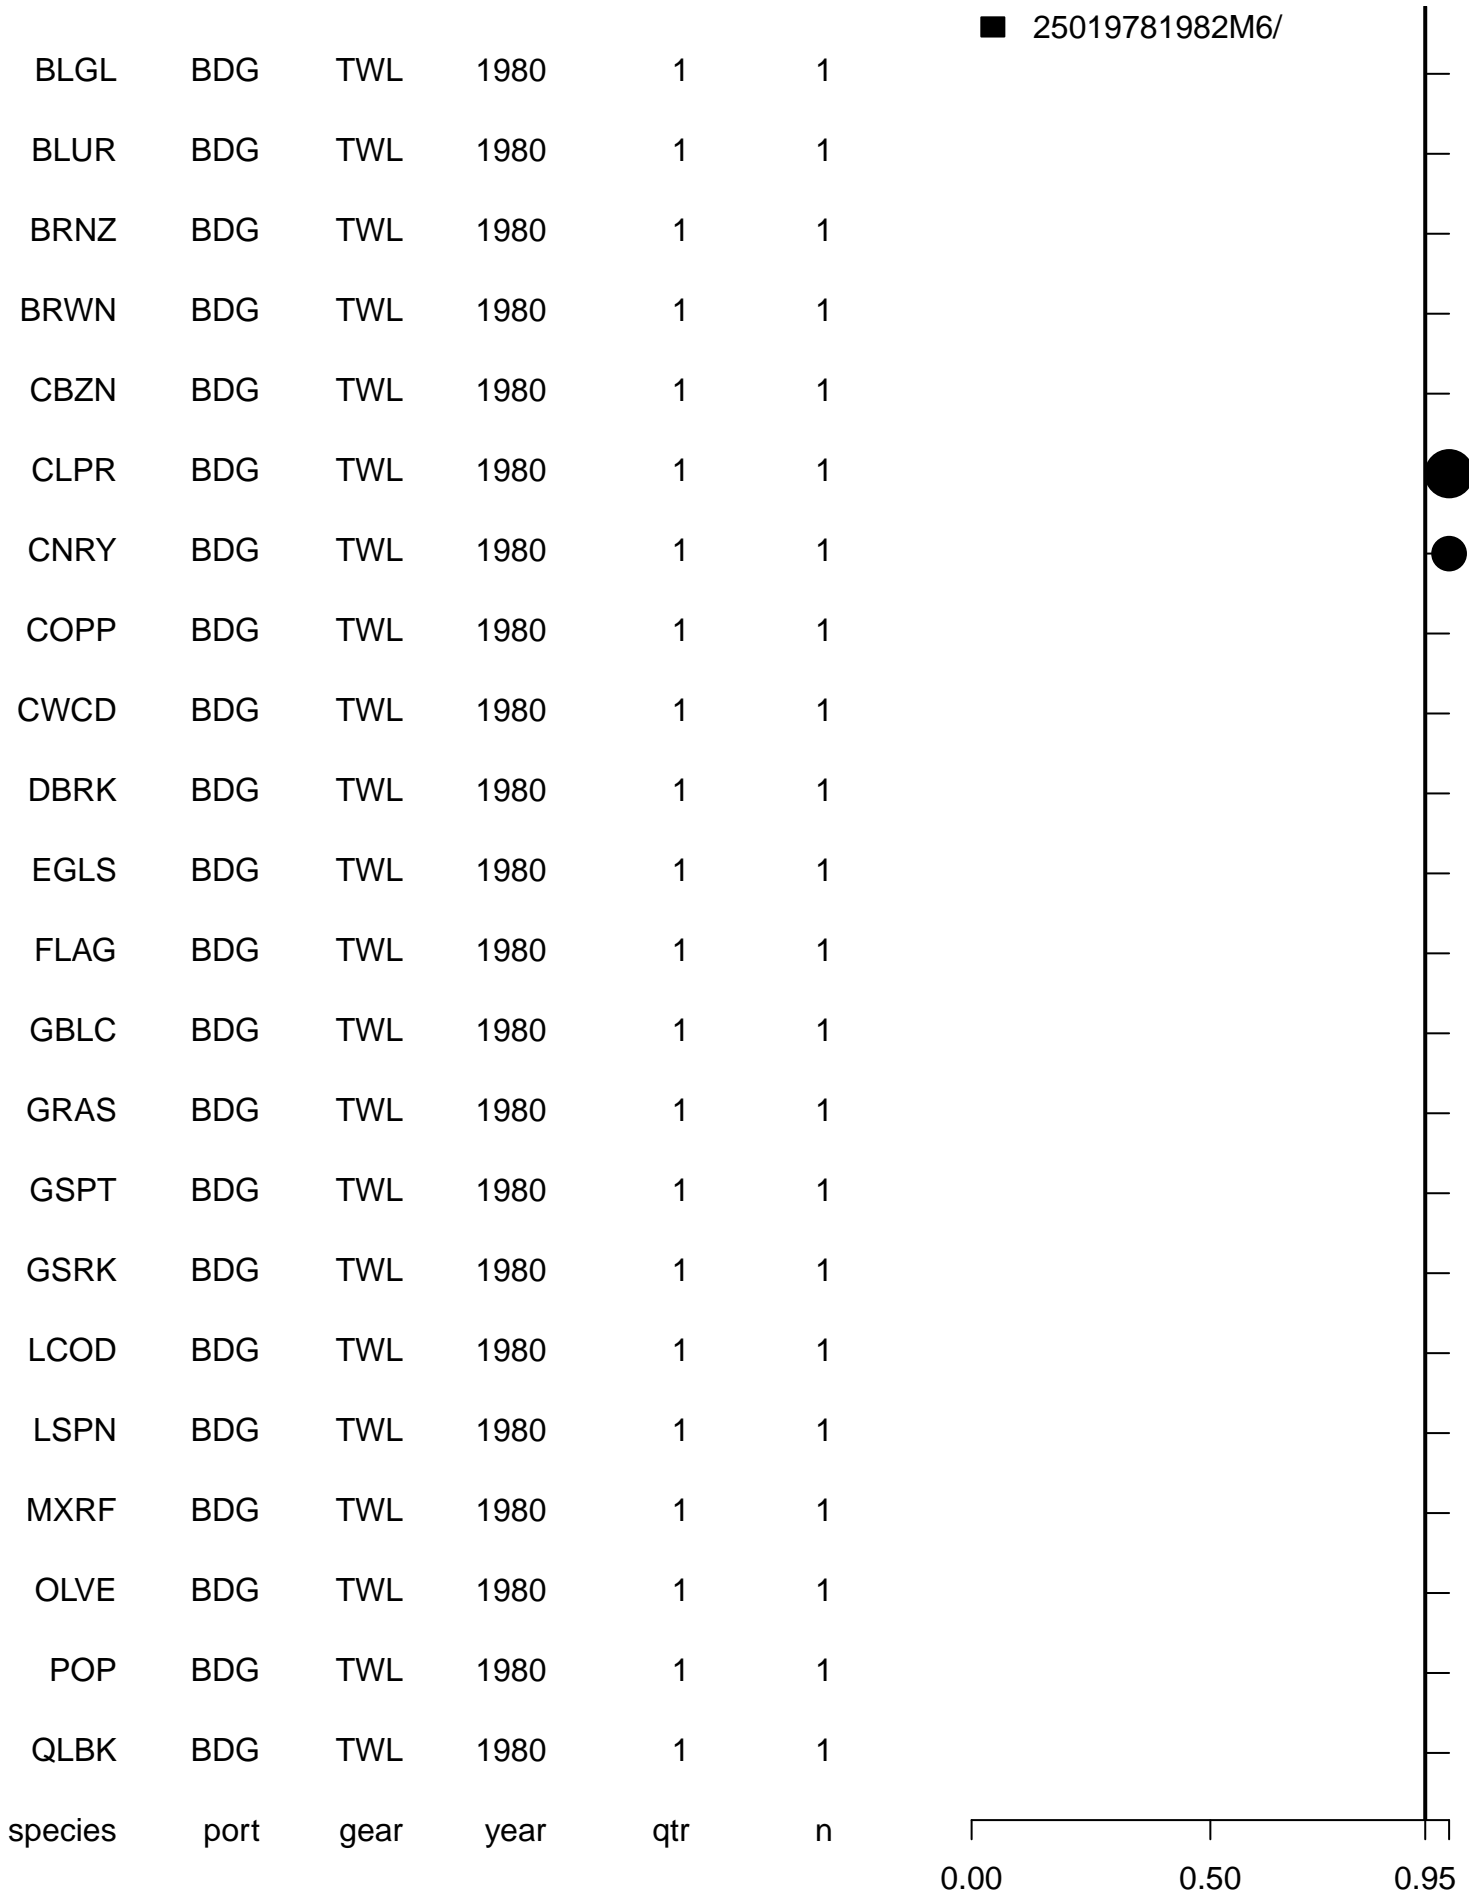 25019781982M6/
BLGL BDG TWL 1980 1 1
BLUR BDG TWL 1980 1 1
BRNZ BDG TWL 1980 1 1
BRWN BDG TWL 1980 1 1
CBZN BDG TWL 1980 1 1
CLPR BDG TWL 1980 1 1
CNRY BDG TWL 1980 1 1
COPP BDG TWL 1980 1 1
CWCD BDG TWL 1980 1 1
DBRK BDG TWL 1980 1 1
EGLS BDG TWL 1980 1 1
FLAG BDG TWL 1980 1 1
GBLC BDG TWL 1980 1 1
GRAS BDG TWL 1980 1 1
GSPT BDG TWL 1980 1 1
GSRK BDG TWL 1980 1 1
LCOD BDG TWL 1980 1 1
LSPN BDG TWL 1980 1 1
MXRF BDG TWL 1980 1 1
OLVE BDG TWL 1980 1 1
POP BDG TWL 1980 1 1
QLBK BDG TWL 1980 1 1
species port gear year qtr n
0.00 0.50 0.95